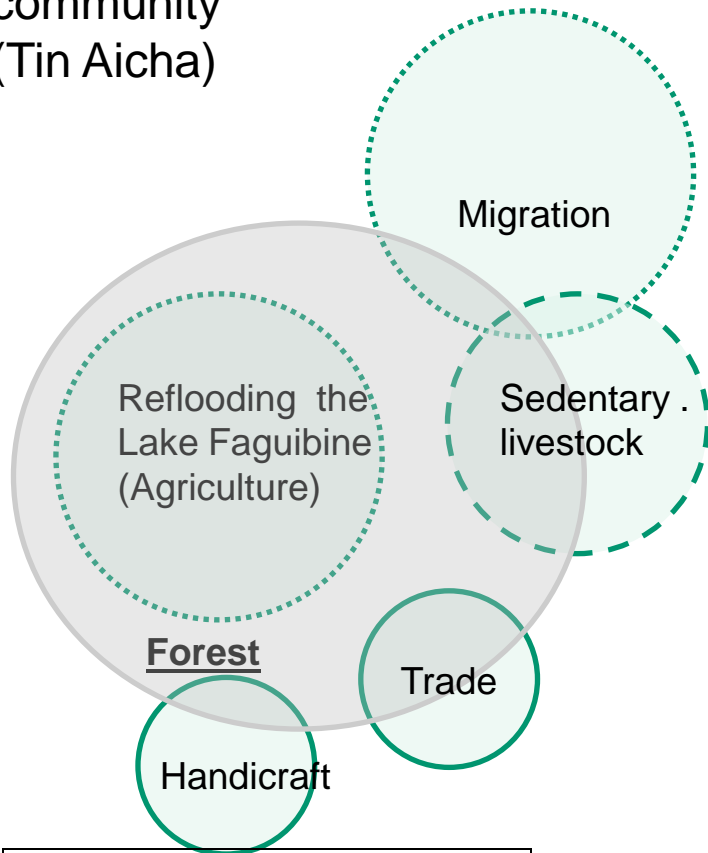 community
(Tin Aicha)
Migration
Reflooding the
Lake Faguibine
(Agriculture)
Sedentary .
livestock
Forest
Trade
Handicraft